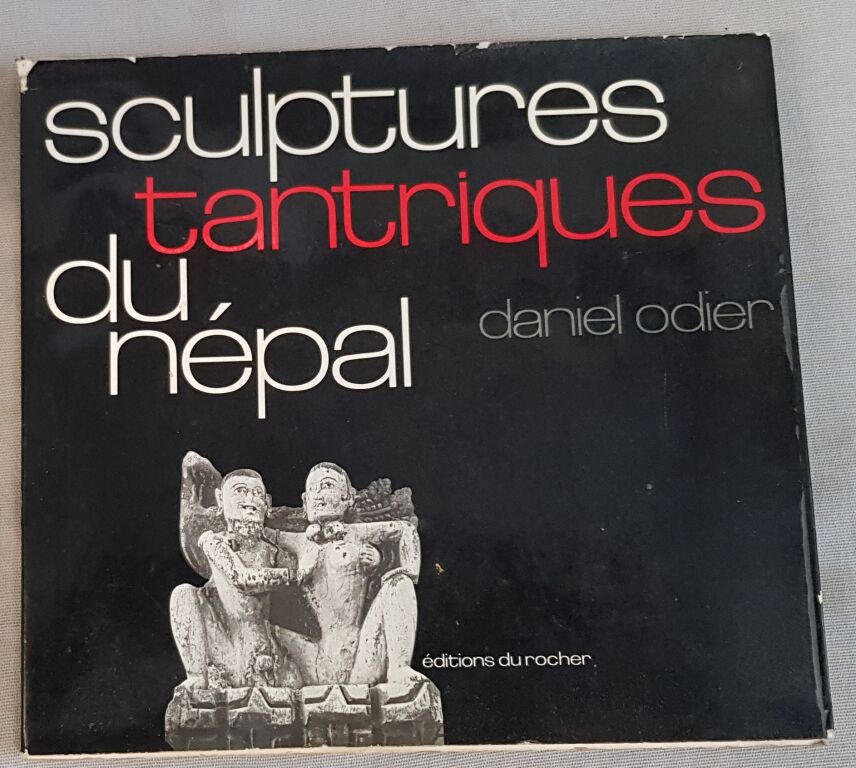 sculptures
tantriques
du
népal
daniel odier
éditions du rocher